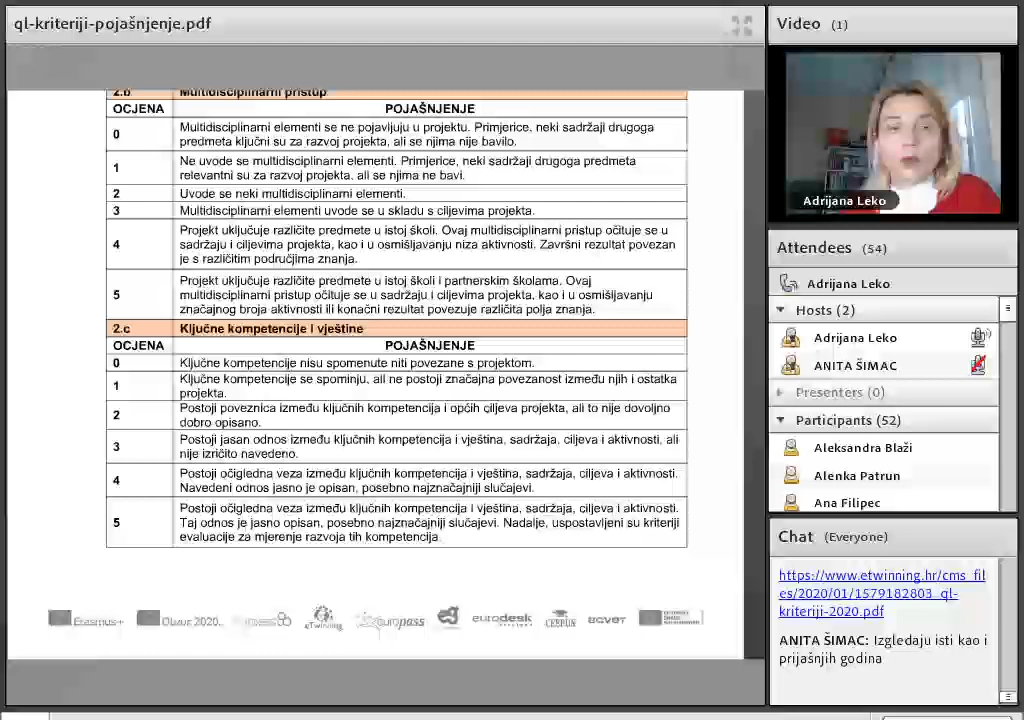 ql-kriteriji-pojašnjenje.pdf
2.b Multidisciplinarni pristup
OCJENA POJAŠNJENJE
0 Multidisciplinarni elementi se ne pojavljuju u projektu. Primjerice, neki sadržaji drugoga
predmeta ključni su za razvoj projekta, ali se njima nije bavilo.
1 Ne uvode se multidisciplinarni elementi. Primjerice, neki sadržaji drugoga predmeta
relevantni su za razvoj projekta, ali se njima ne bavi.
2 Uvode se neki multidisciplinarni elementi.
3 Multidisciplinarni elementi uvode se u skladu s ciljevima projekta.
4 Projekt uključuje različite predmete u istoj školi. Ovaj multidisciplinarni pristup očituje se u
sadržaju i ciljevima projekta, kao i u osmišljavanju niza aktivnosti. Završni rezultat povezan
je s različitim područjima znanja.
5 Projekt uključuje različite predmete u istoj školi i partnerskim školama. Ovaj
multidisciplinarni pristup očituje se u sadržaju i ciljevima projekta, kao i u osmišljavanju
značajnog broja aktivnosti ili konačni rezultat povezuje različita polja znanja.
2.c Ključne kompetencije i vještine
OCJENA POJAŠNJENJE
0 Ključne kompetencije nisu spomenute niti povezane s projektom.
1 Ključne kompetencije se spominju, ali ne postoji značajna povezanost između njih i ostatka
projekta.
2 Postoji poveznica između ključnih kompetencija i općih ciljeva projekta, ali to nije dovoljno
dobro opisano.
3 Postoji jasan odnos između ključnih kompetencija i vještina, sadržaja, ciljeva i aktivnosti, ali
nije izričito navedeno.
4 Postoji očigledna veza između ključnih kompetencija i vještina, sadržaja, ciljeva i aktivnosti.
Navedeni odnos jasno je opisan, posebno najznačajniji slučajevi.
5 Postoji očigledna veza između ključnih kompetencija i vještina, sadržaja, ciljeva i aktivnosti.
Taj odnos je jasno opisan, posebno najznačajniji slučajevi. Nadalje, uspostavljeni su kriteriji
evaluacije za mjerenje razvoja tih kompetencija
Erasmus+ Obzor 2020. eTwinning europass eurodesk CEEPUS ecvet
Video (1)
Adrijana Leko
Attendees (54)
Adrijana Leko
Hosts (2)
Adrijana Leko
ANITA ŠIMAC
Presenters (0)
Participants (52)
Aleksandra Blaži
Alenka Patrun
Ana Filipec
Chat (Everyone)
https://www.etwinning.hr/cms_fil
es/2020/01/1579182803_ql-
kriteriji-2020.pdf
ANITA ŠIMAC: Izgledaju isti kao i
prijašnjih godina